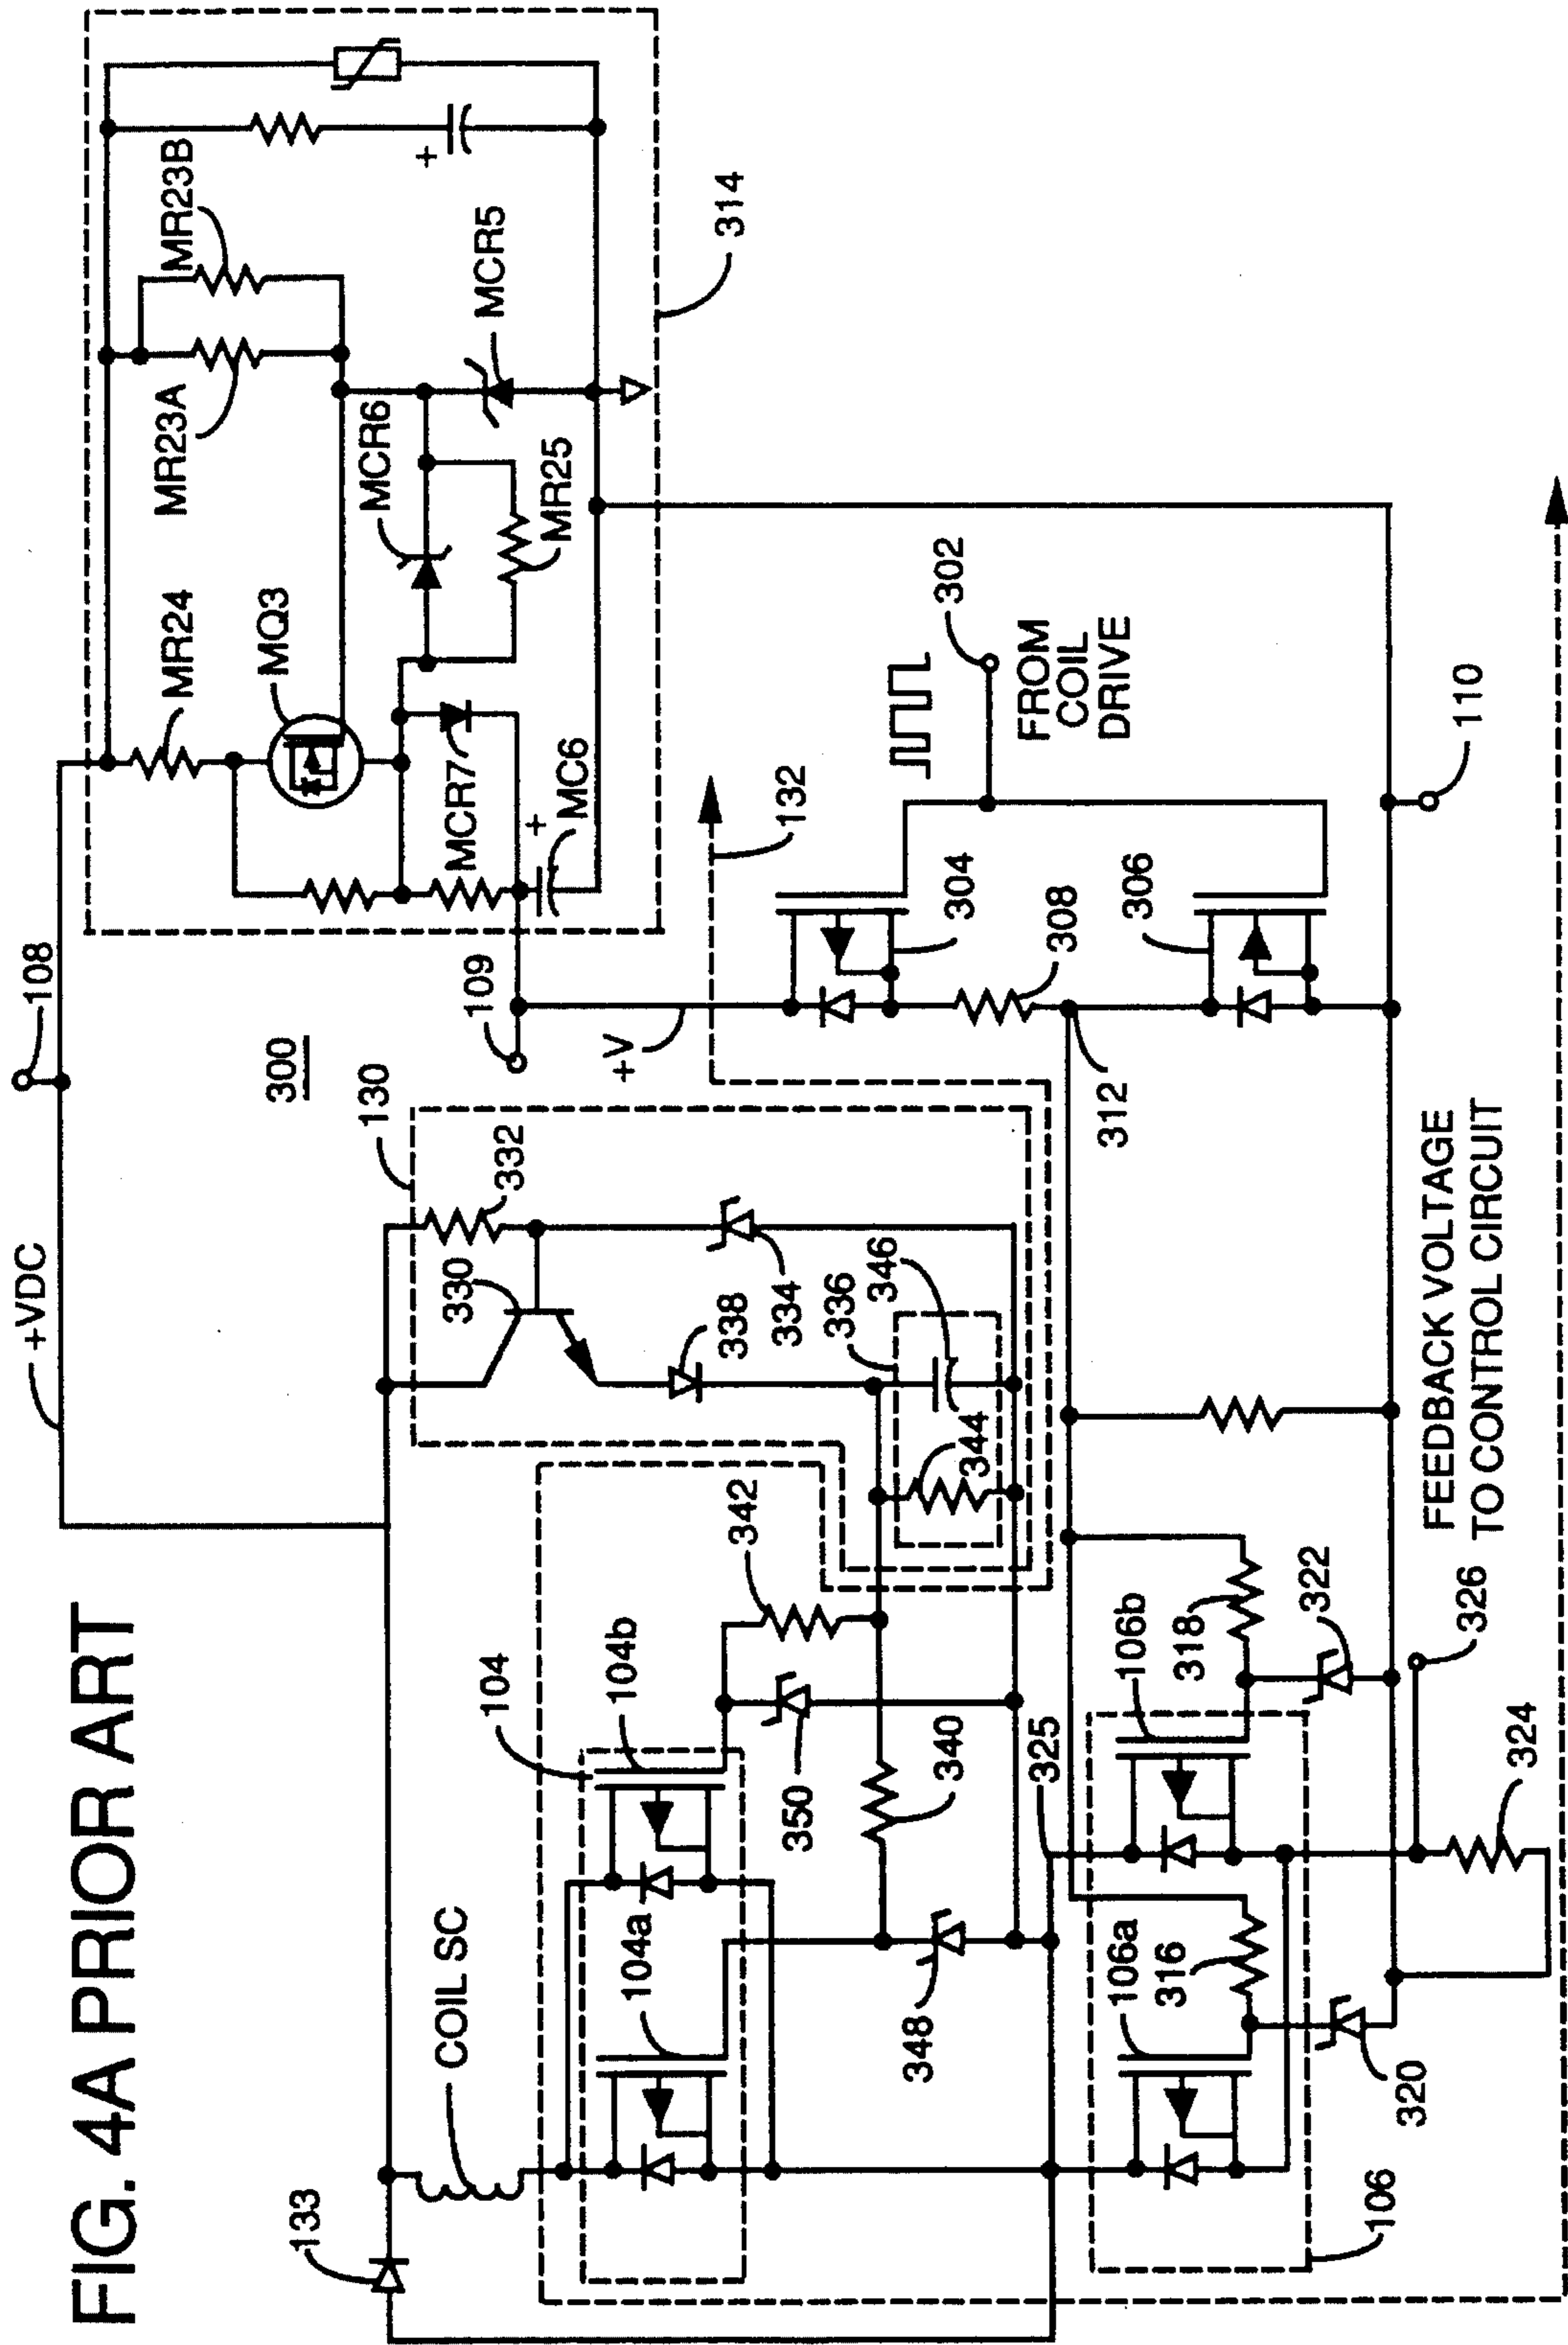 FIG. 4A PRIOR ART
+VDC
108
300
109
+V
130
132
133
COIL SC
104
104a
104b
342
350
340
348
325
330
332
338
334
336
346
344
MR24
MQ3
MCR7
MC6
+
MCR6
MR25
MR23A
MR23B
MCR5
+
314
302
FROM
COIL
DRIVE
304
308
306
312
110
106
106a
316
320
106b
318
322
326
324
FEEDBACK VOLTAGE
TO CONTROL CIRCUIT